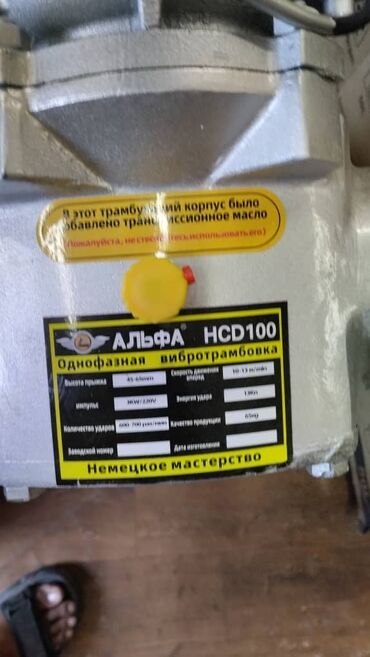 В этот трамбующий корпус было
добавлено трансмиссионное масло
(Пожалуйста, не стесняйтесь использовать его)
АЛЬФА® HCD100
Однофазная вибротрамбовка
Высота прыжка 45-65mm Скорость движения вперед 10-13 m/min
импульс 3KW/220V Энергия удара
Количество ударов 600-700 раз/мин Качество продукции 65кg
Заводской номер Дата изготовления
Немецкое мастерство